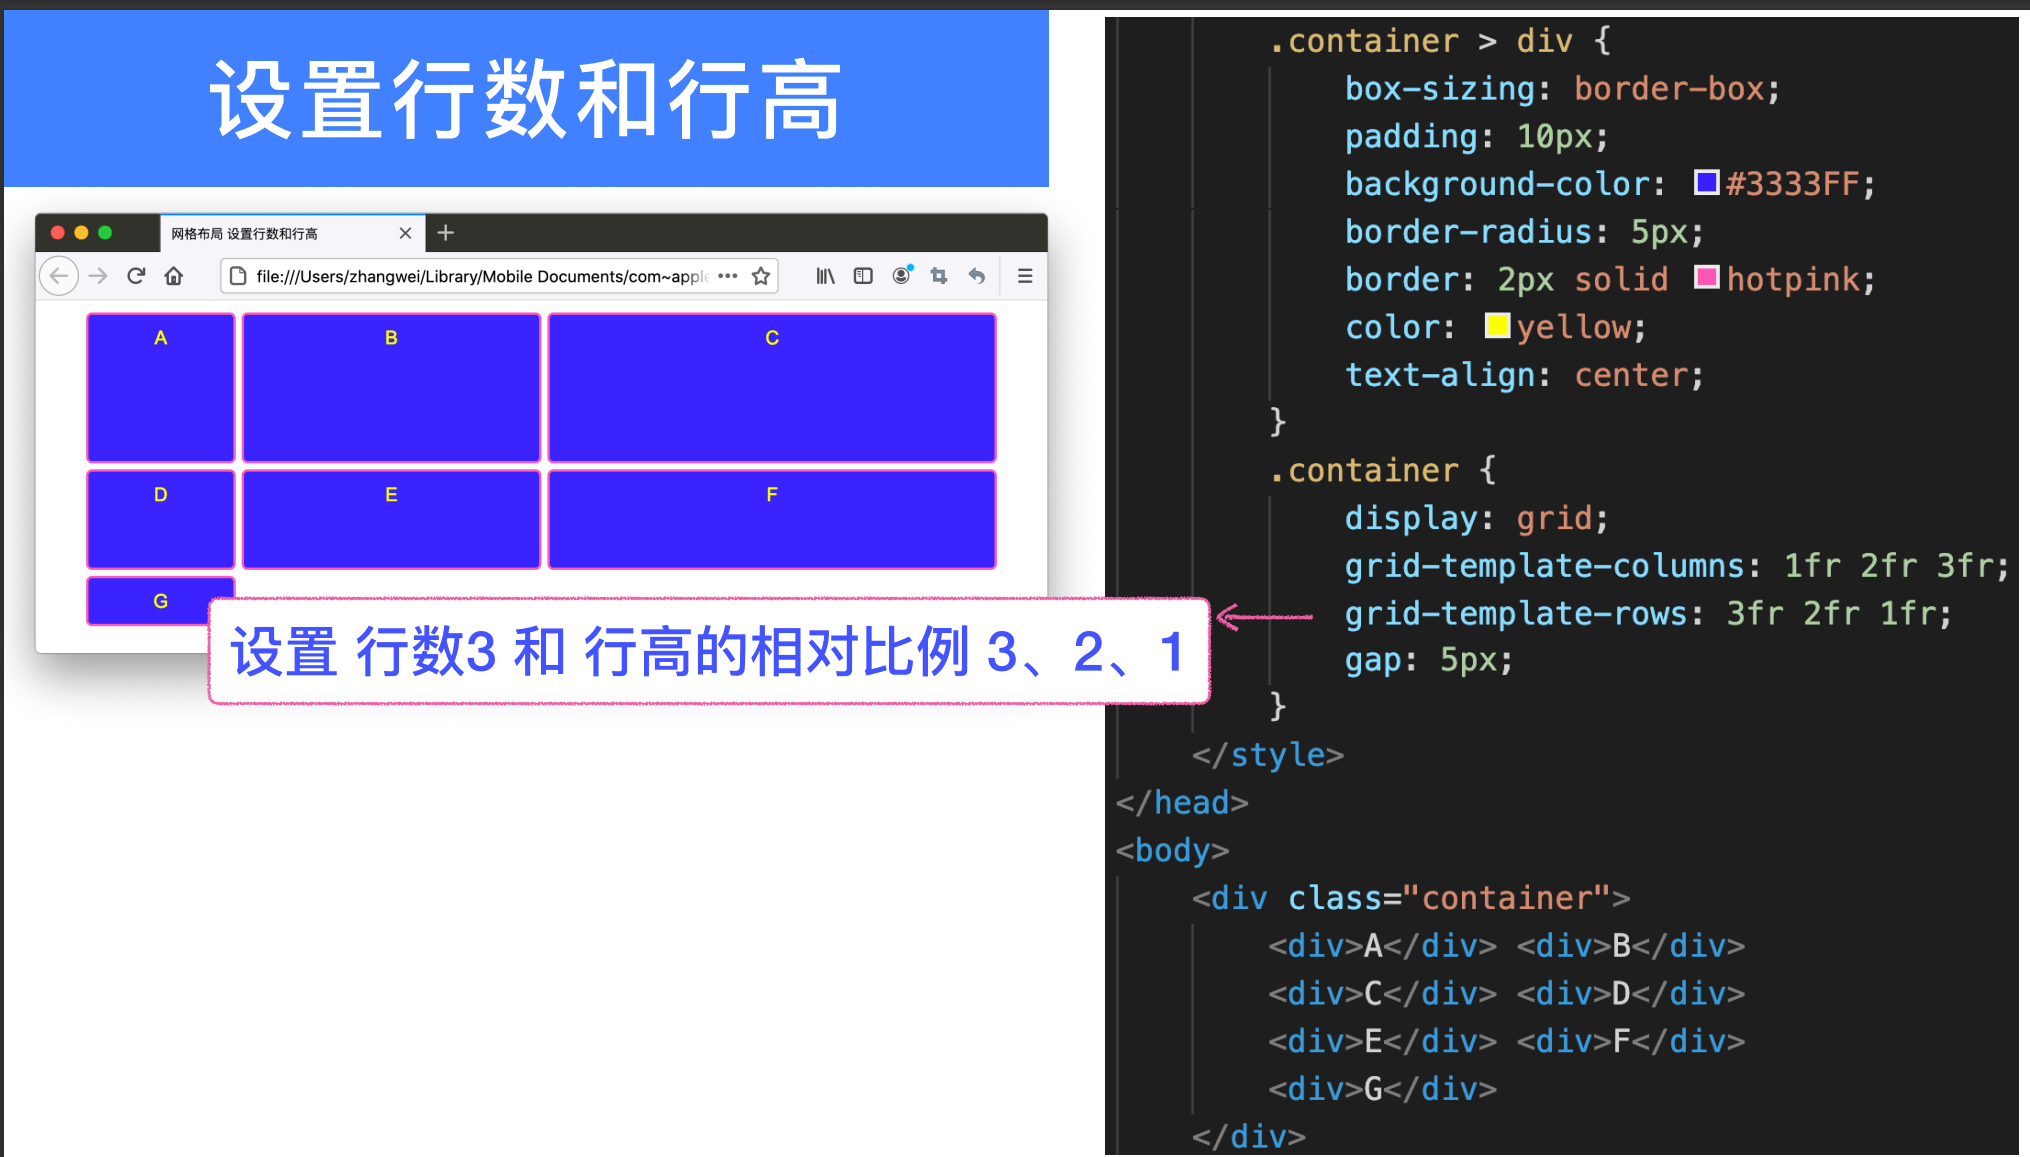 设置行数和行高
网格布局 设置行数和行高
file:///Users/zhangwei/Library/Mobile Documents/com~apple
A B C
D E F
G
设置 行数3 和 行高的相对比例 3、2、1
.container > div {
box-sizing: border-box;
padding: 10px;
background-color: #3333FF;
border-radius: 5px;
border: 2px solid hotpink;
color: yellow;
text-align: center;
}
.container {
display: grid;
grid-template-columns: 1fr 2fr 3fr;
grid-template-rows: 3fr 2fr 1fr;
gap: 5px;
}
</style>
</head>
<body>
<div class="container">
<div>A</div> <div>B</div>
<div>C</div> <div>D</div>
<div>E</div> <div>F</div>
<div>G</div>
</div>